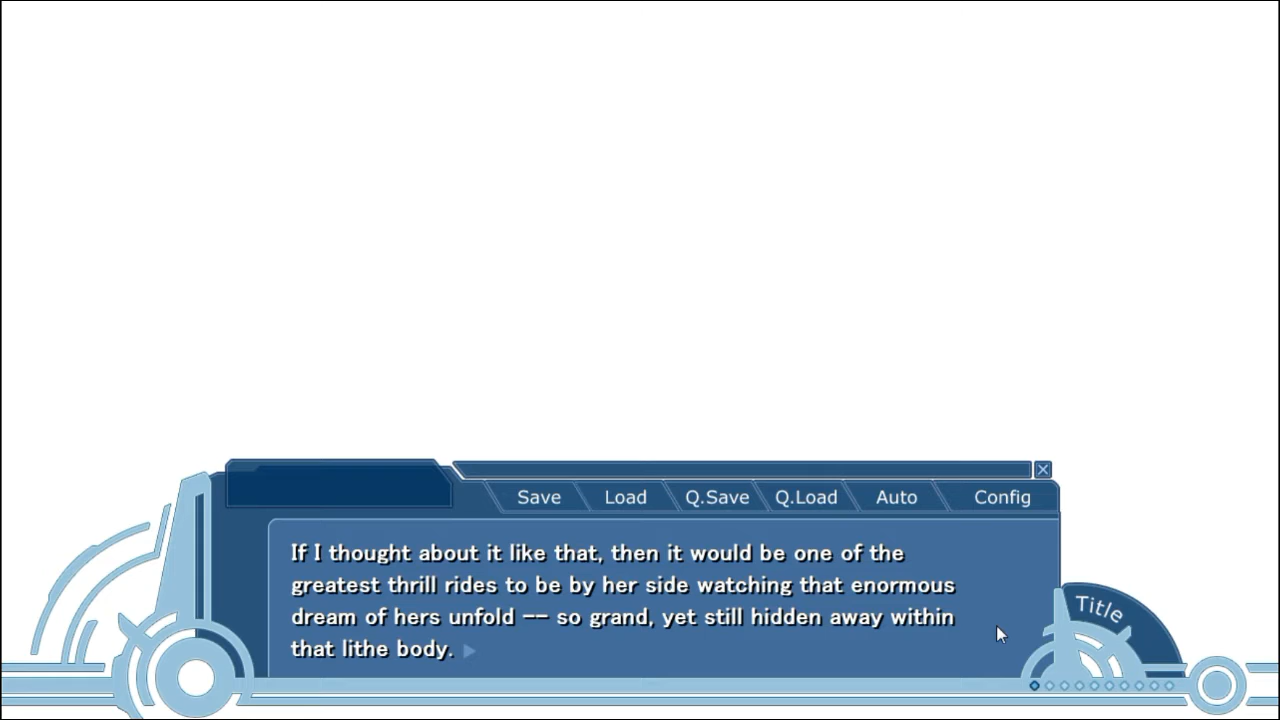 Save Load Q.Save Q.Load Auto Config
If I thought about it like that, then it would be one of the
greatest thrill rides to be by her side watching that enormous
dream of hers unfold -- so grand, yet still hidden away within
that lithe body.
Title